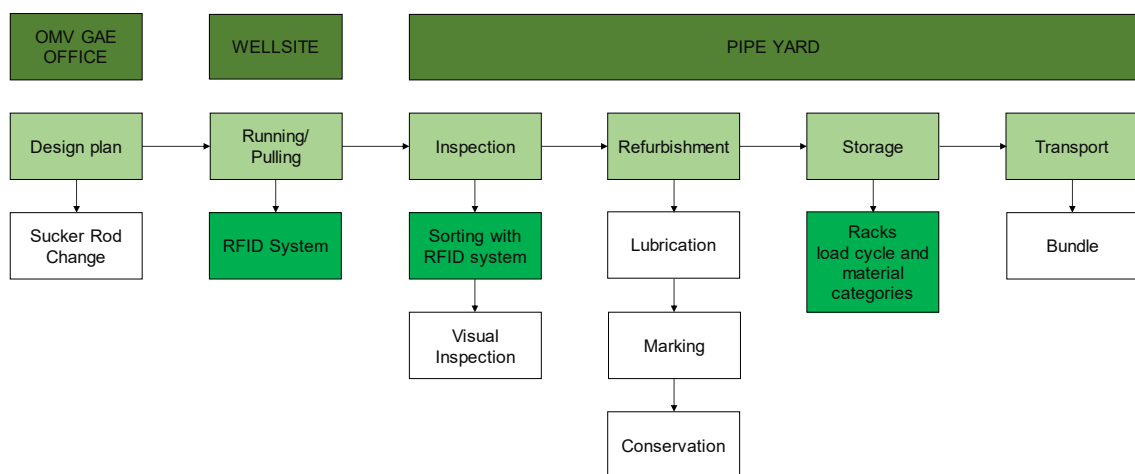 OMV GAE
OFFICE
WELLSITE
PIPE YARD
Design plan
Running/
Pulling
Inspection
Refurbishment
Storage
Transport
Sucker Rod
Change
RFID System
Sorting with
RFID system
Lubrication
Racks
load cycle and
material
categories
Bundle
Visual
Inspection
Marking
Conservation